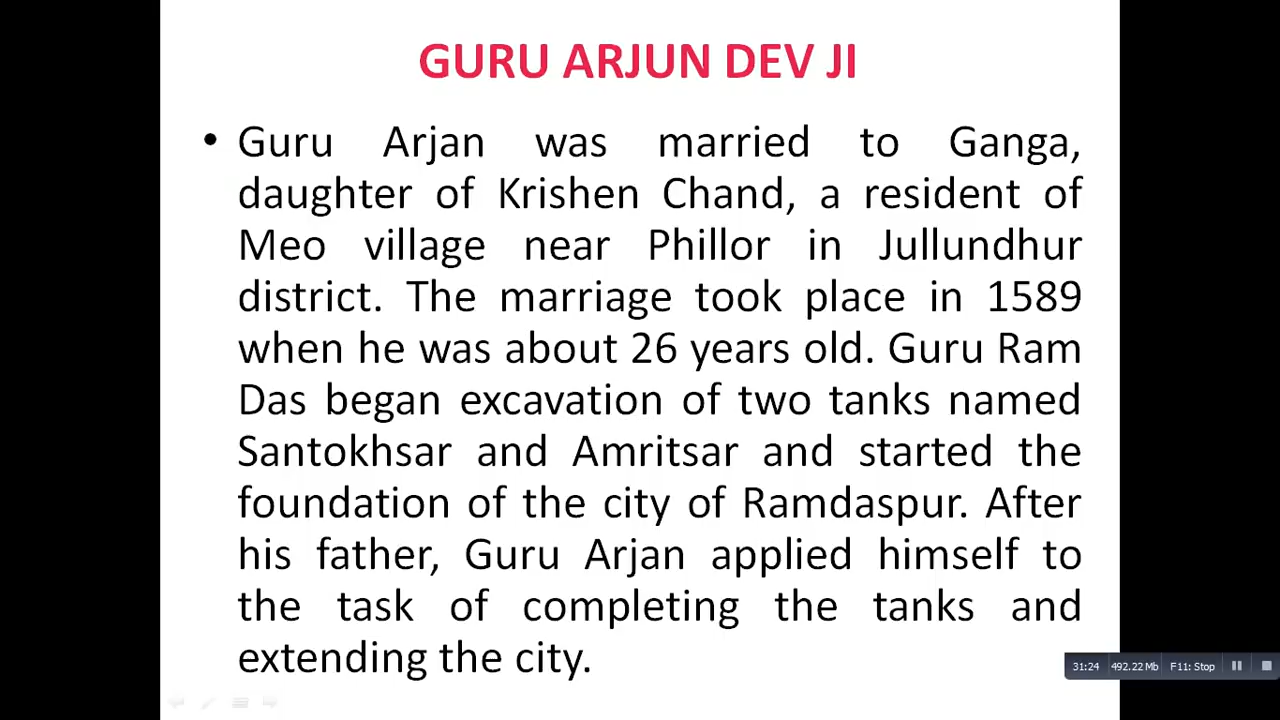 GURU ARJUN DEV JI
• Guru Arjan was married to Ganga,
daughter of Krishen Chand, a resident of
Meo village near Phillor in Jullundhur
district. The marriage took place in 1589
when he was about 26 years old. Guru Ram
Das began excavation of two tanks named
Santokhsar and Amritsar and started the
foundation of the city of Ramdaspur. After
his father, Guru Arjan applied himself to
the task of completing the tanks and
extending the city.
31:24 492.22 Mb F11: Stop